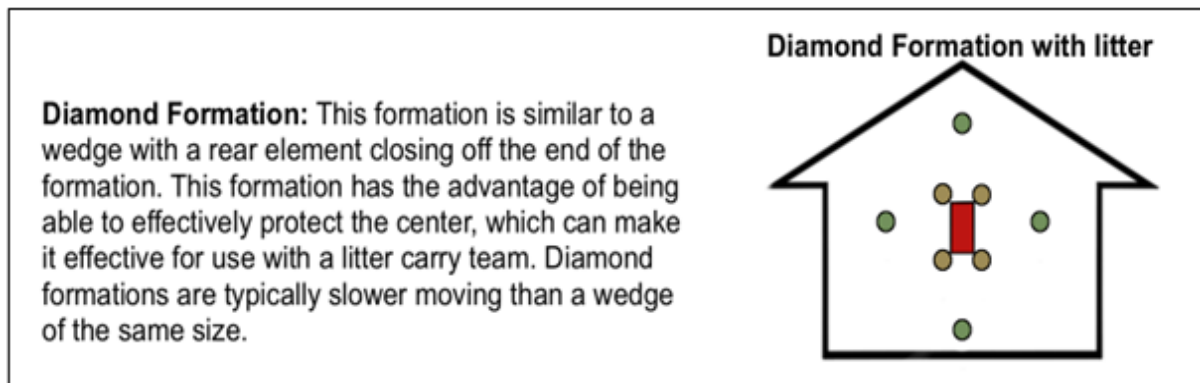 Diamond Formation with litter
Diamond Formation: This formation is similar to a
wedge with a rear element closing off the end of the
formation. This formation has the advantage of being
able to effectively protect the center, which can make
it effective for use with a litter carry team. Diamond
formations are typically slower moving than a wedge
of the same size.